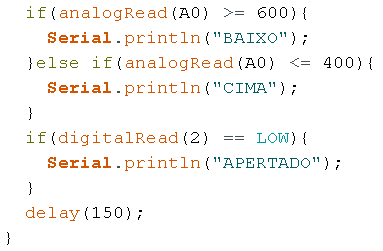 if(analogRead(A0) >= 600){
    Serial.println("BAIXO");
  }else if(analogRead(A0) <= 400){
    Serial.println("CIMA");
  }
  if(digitalRead(2) == LOW){
    Serial.println("APERTADO");
  }
  delay(150);
}